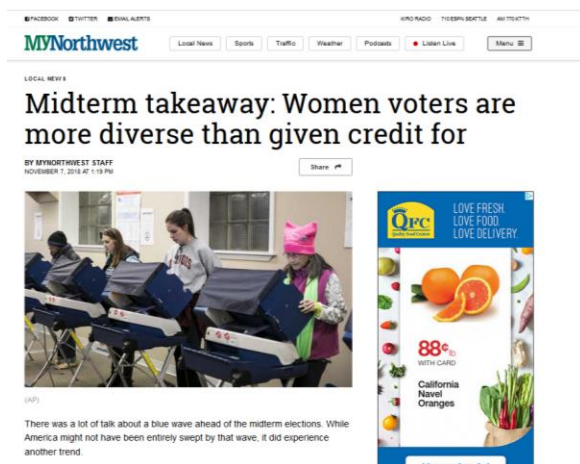 FACEBOOK TWITTER EMAIL ALERTS KIRO RADIO 710 ESPN SEATTLE AM 770 KTTH
MYNorthwest Local News Sports Traffic Weather Podcasts Listen Live Menu
LOCAL NEWS
Midterm takeaway: Women voters are
more diverse than given credit for
BY MYNORTHWEST STAFF
NOVEMBER 7, 2018 AT 1:19 PM
Share
(AP)
There was a lot of talk about a blue wave ahead of the midterm elections. While
America might not have been entirely swept by that wave, it did experience
another trend.
QFC
Quality Food Centers
LOVE FRESH.
LOVE FOOD.
LOVE DELIVERY.
88¢ lb
WITH CARD
California
Navel
Oranges